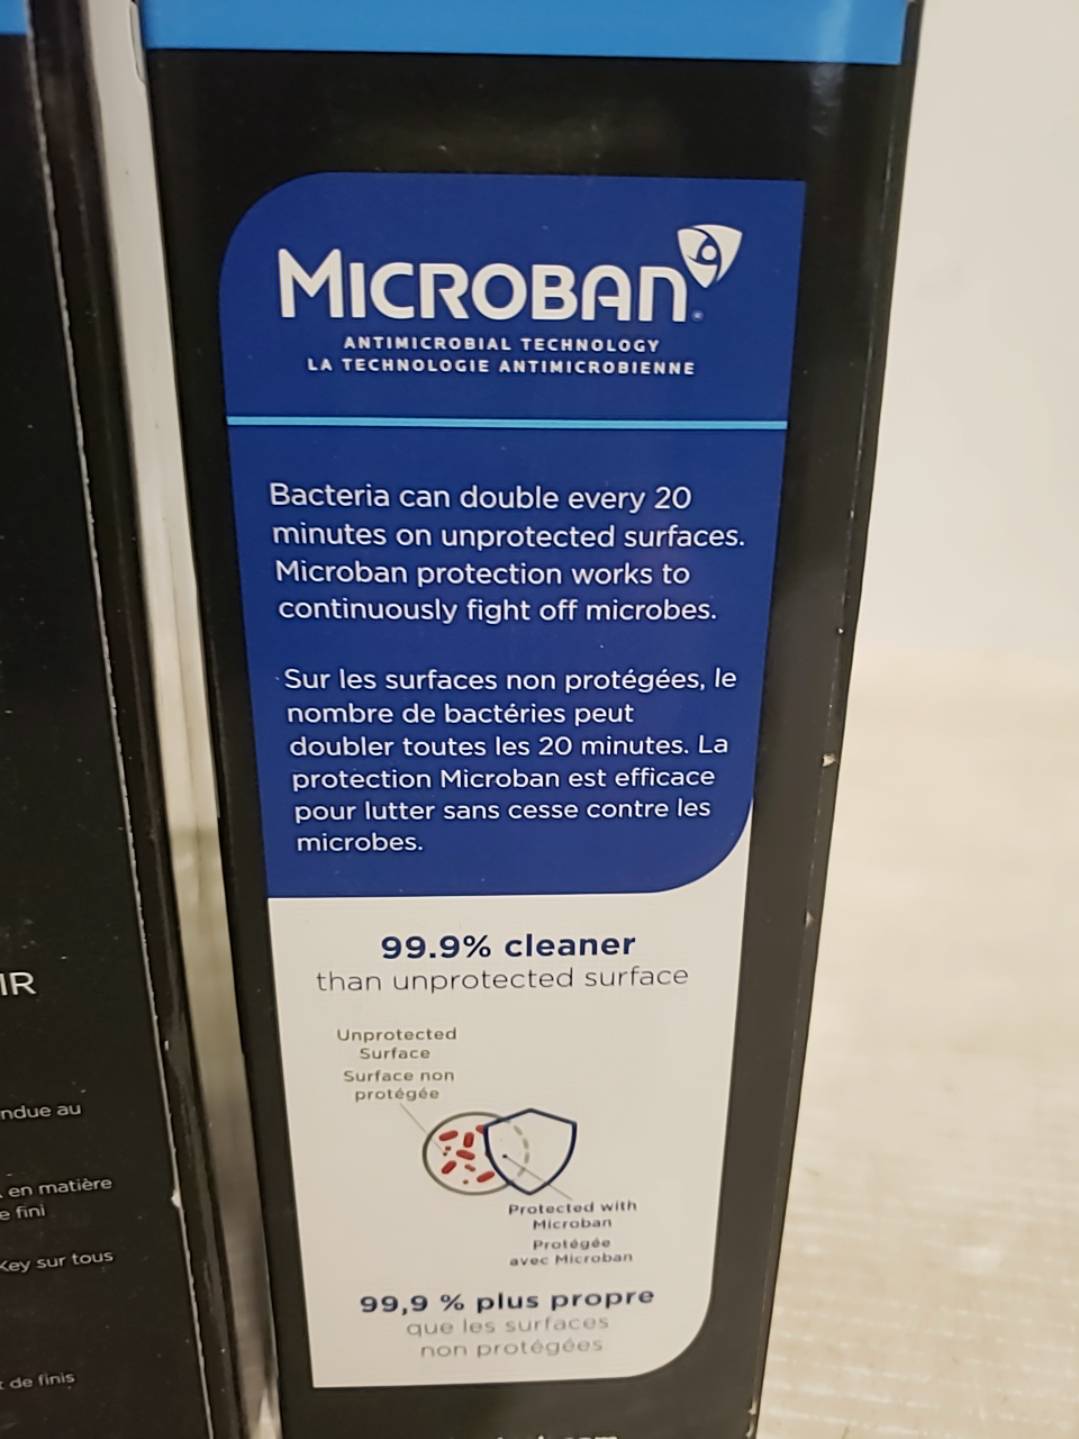 MICROBAN
ANTIMICROBIAL TECHNOLOGY
LA TECHNOLOGIE ANTIMICROBIENNE
Bacteria can double every 20
minutes on unprotected surfaces.
Microban protection works to
continuously fight off microbes.
Sur les surfaces non protégées, le
nombre de bactéries peut
doubler toutes les 20 minutes. La
protection Microban est efficace
pour lutter sans cesse contre les
microbes.
99.9% cleaner
than unprotected surface
Unprotected
Surface
Surface non
protégée
Protected with
Microban
Protégée
avec Microban
99,9 % plus propre
que les surfaces
non protégées
en matière
fini
sur tous
de finis
au